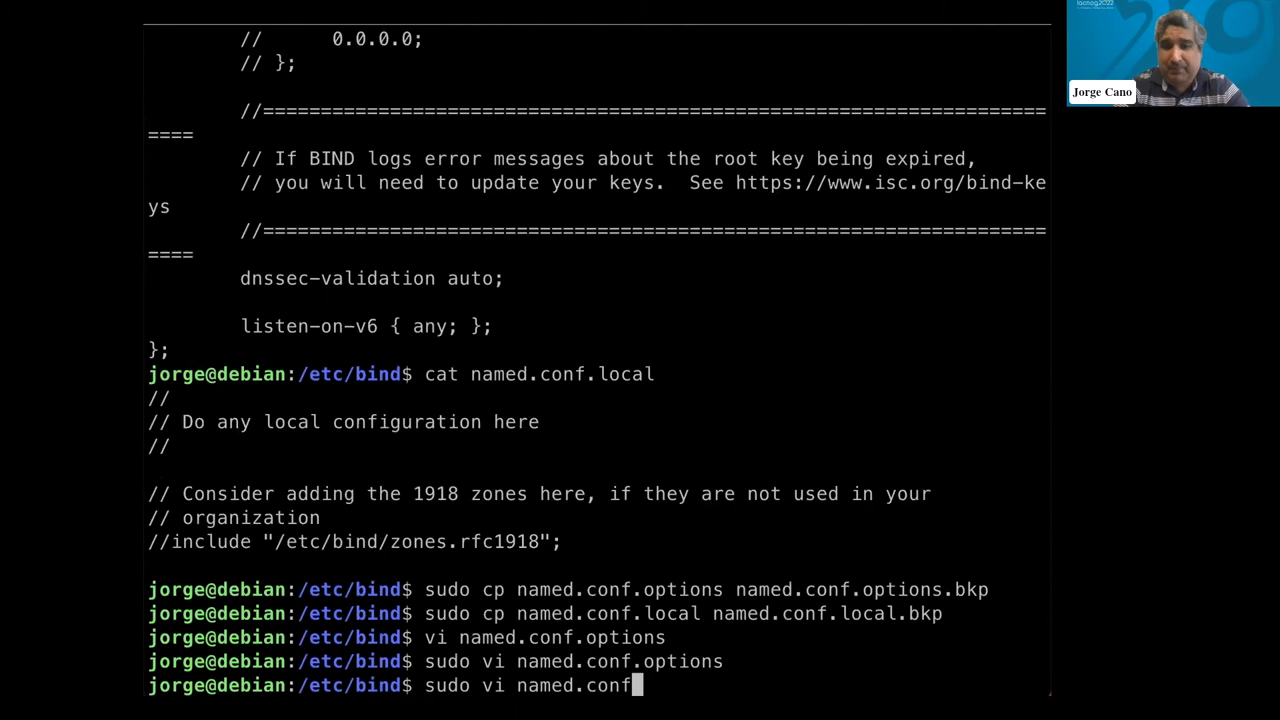 //      0.0.0.0;
// };
//====================================================================
====
// If BIND logs error messages about the root key being expired,
// you will need to update your keys.  See https://www.isc.org/bind-ke
ys
//====================================================================
====
dnssec-validation auto;
listen-on-v6 { any; };
};
jorge@debian:/etc/bind$ cat named.conf.local
//
// Do any local configuration here
//
// Consider adding the 1918 zones here, if they are not used in your
// organization
//include "/etc/bind/zones.rfc1918";
jorge@debian:/etc/bind$ sudo cp named.conf.options named.conf.options.bkp
jorge@debian:/etc/bind$ sudo cp named.conf.local named.conf.local.bkp
jorge@debian:/etc/bind$ vi named.conf.options
jorge@debian:/etc/bind$ sudo vi named.conf.options
jorge@debian:/etc/bind$ sudo vi named.conf
lacnog2022
Jorge Cano